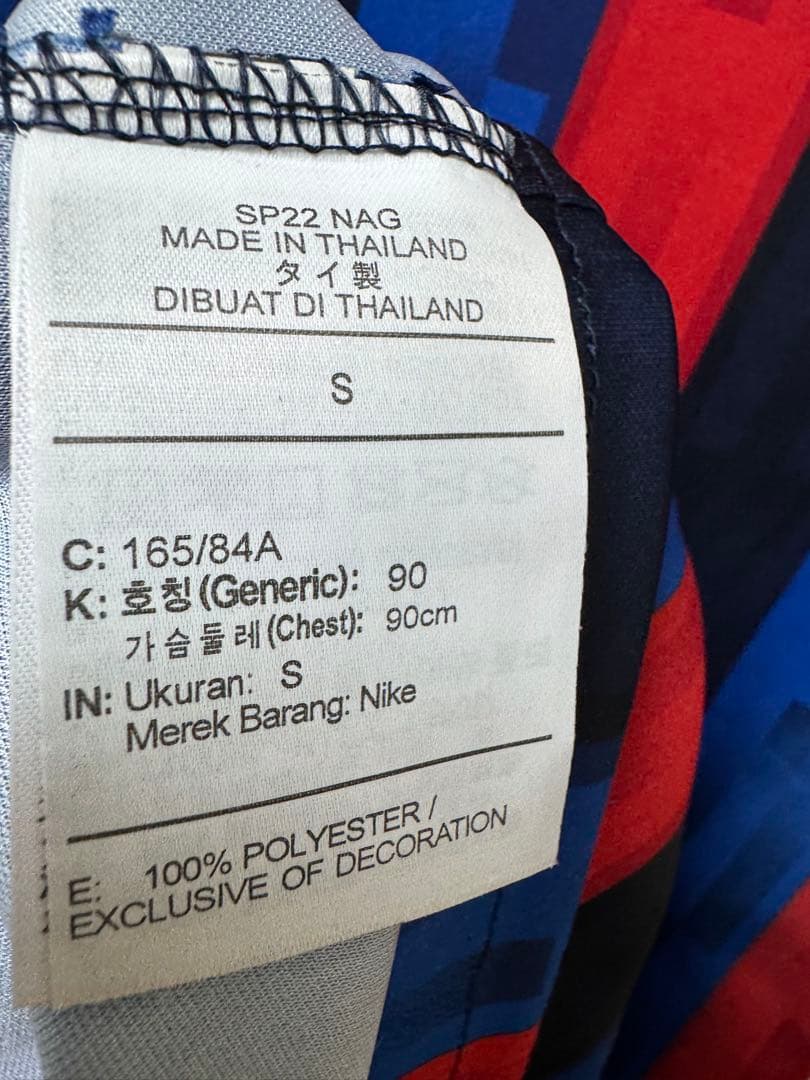 SP22 NAG
MADE IN THAILAND
タイ製
DIBUAT DI THAILAND
S
C: 165/84A
K: 호칭(Generic): 90
가슴둘레(Chest): 90cm
IN: Ukuran: S
Merek Barang: Nike
E: 100% POLYESTER /
EXCLUSIVE OF DECORATION